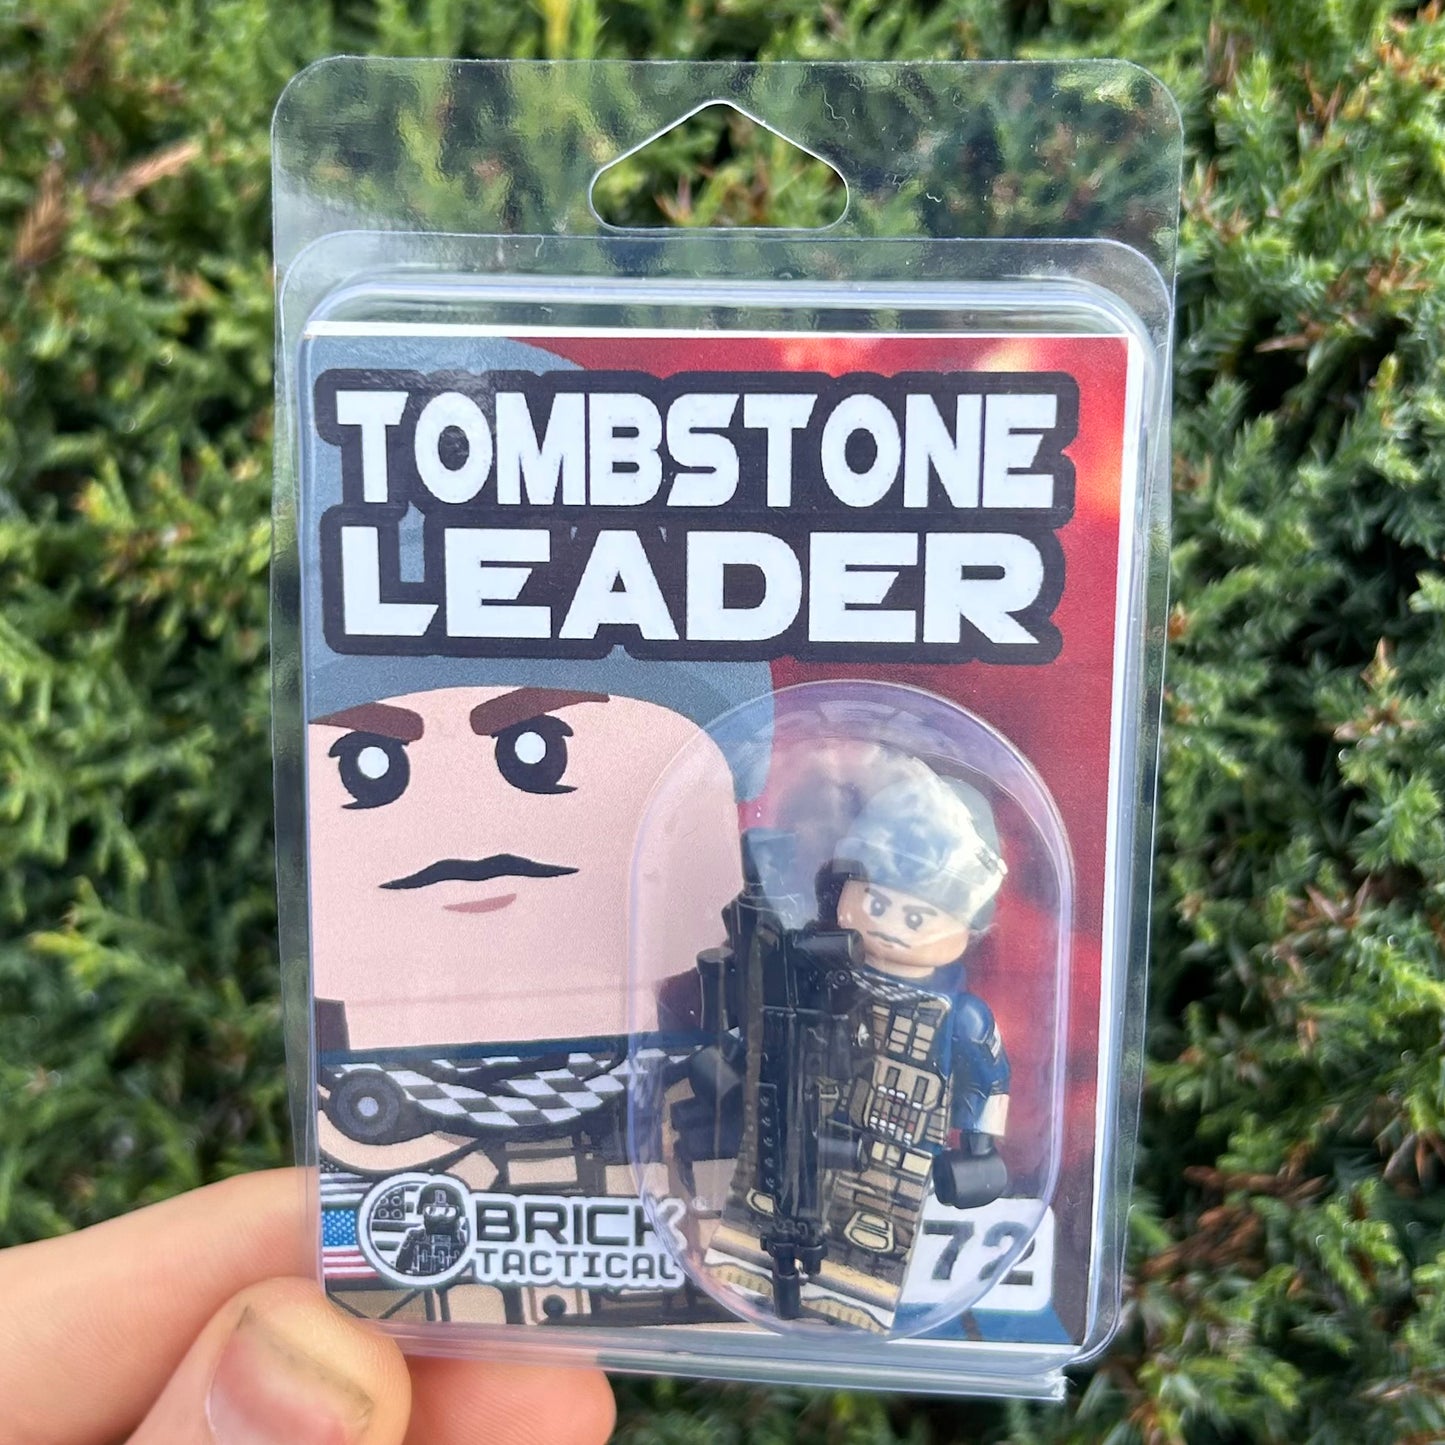 TOMBSTONE
LEADER
BRICK
TACTICAL
72